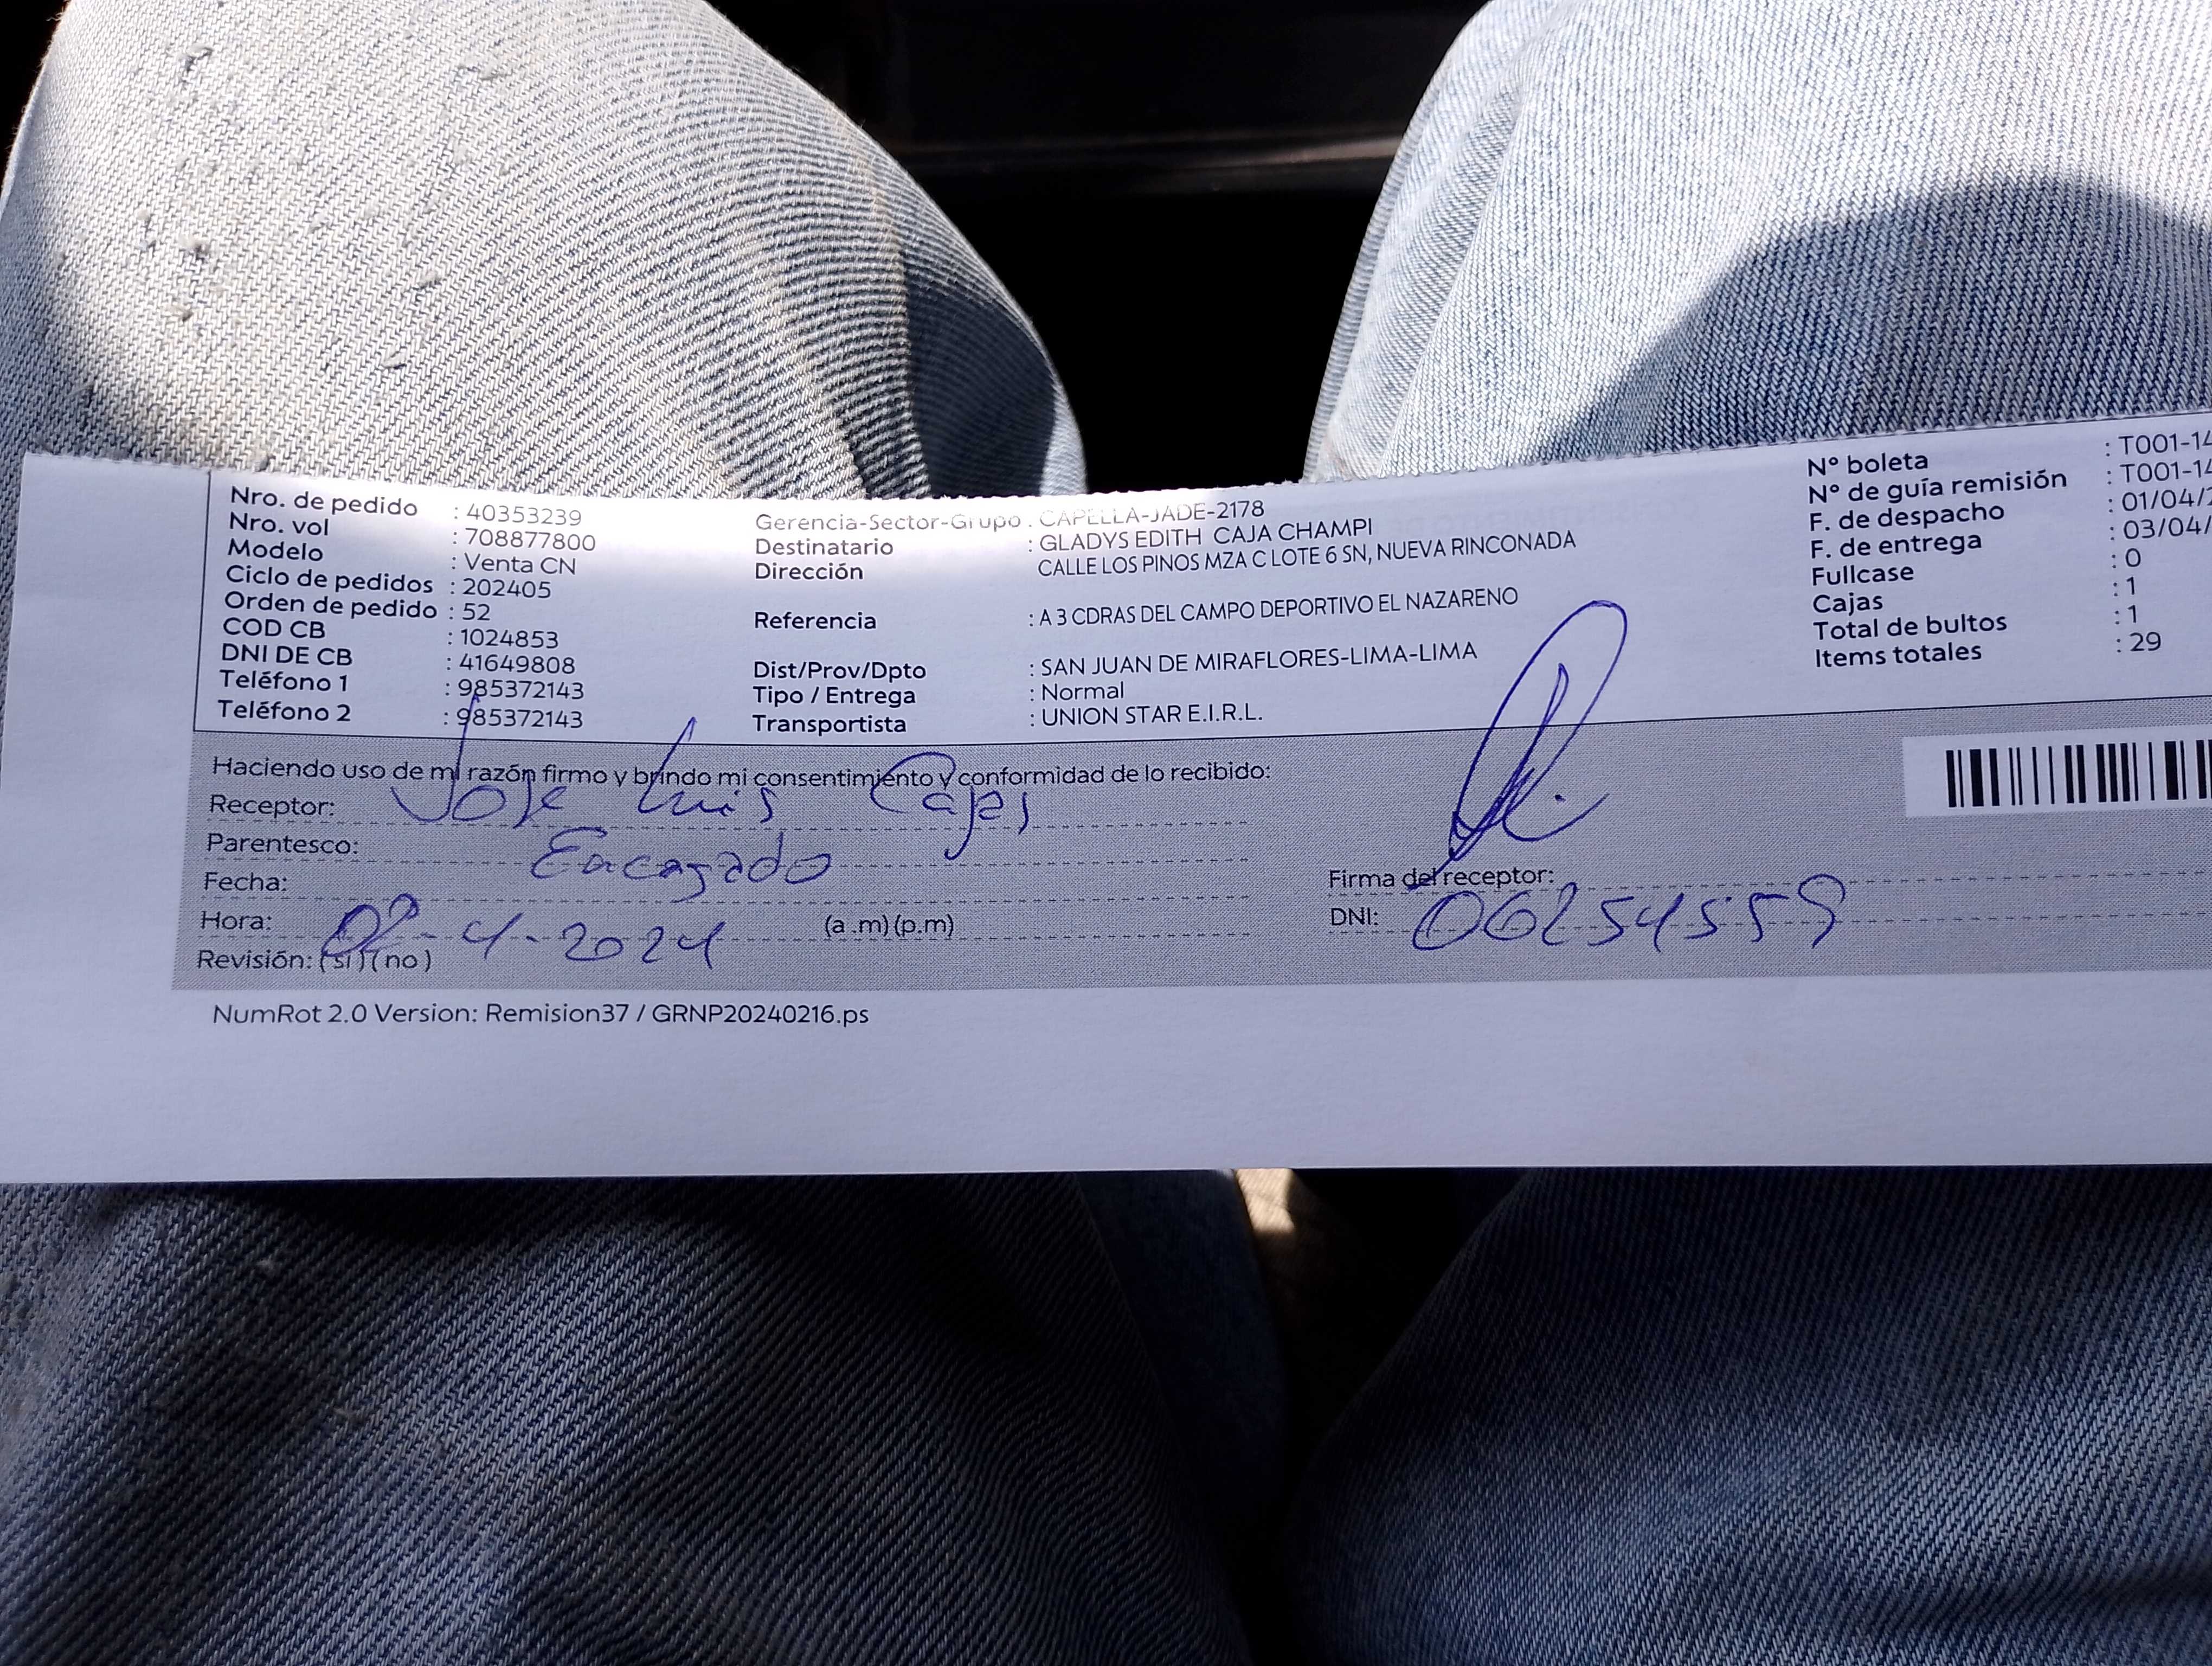 Nro. de pedido : 40353239
Nro. vol : 708877800
Modelo : Venta CN
Ciclo de pedidos : 202405
Orden de pedido : 52
COD CB : 1024853
DNI DE CB : 41649808
Teléfono 1 : 985372143
Teléfono 2 : 985372143
Gerencia-Sector-Grupo : CAPELLA-JADE-2178
Destinatario : GLADYS EDITH CAJA CHAMPI
Dirección CALLE LOS PINOS MZA C LOTE 6 SN, NUEVA RINCONADA
Referencia : A 3 CDRAS DEL CAMPO DEPORTIVO EL NAZARENO
Dist/Prov/Dpto : SAN JUAN DE MIRAFLORES-LIMA-LIMA
Tipo / Entrega : Normal
Transportista : UNION STAR E.I.R.L.
N° boleta : T001-14
N° de guía remisión : T001-14
F. de despacho : 01/04/2
F. de entrega : 03/04/
Fullcase : 0
Cajas : 1
Total de bultos : 1
Items totales : 29
Haciendo uso de mi razón firmo y brindo mi consentimiento y conformidad de lo recibido:
Receptor: Jose Luis
Parentesco: Encagado
Fecha:
Hora: 02-4-2024 (a .m)(p.m)
Revisión: (si)(no)
Firma del receptor:
DNI: 06254559
NumRot 2.0 Version: Remision37 / GRNP20240216.ps